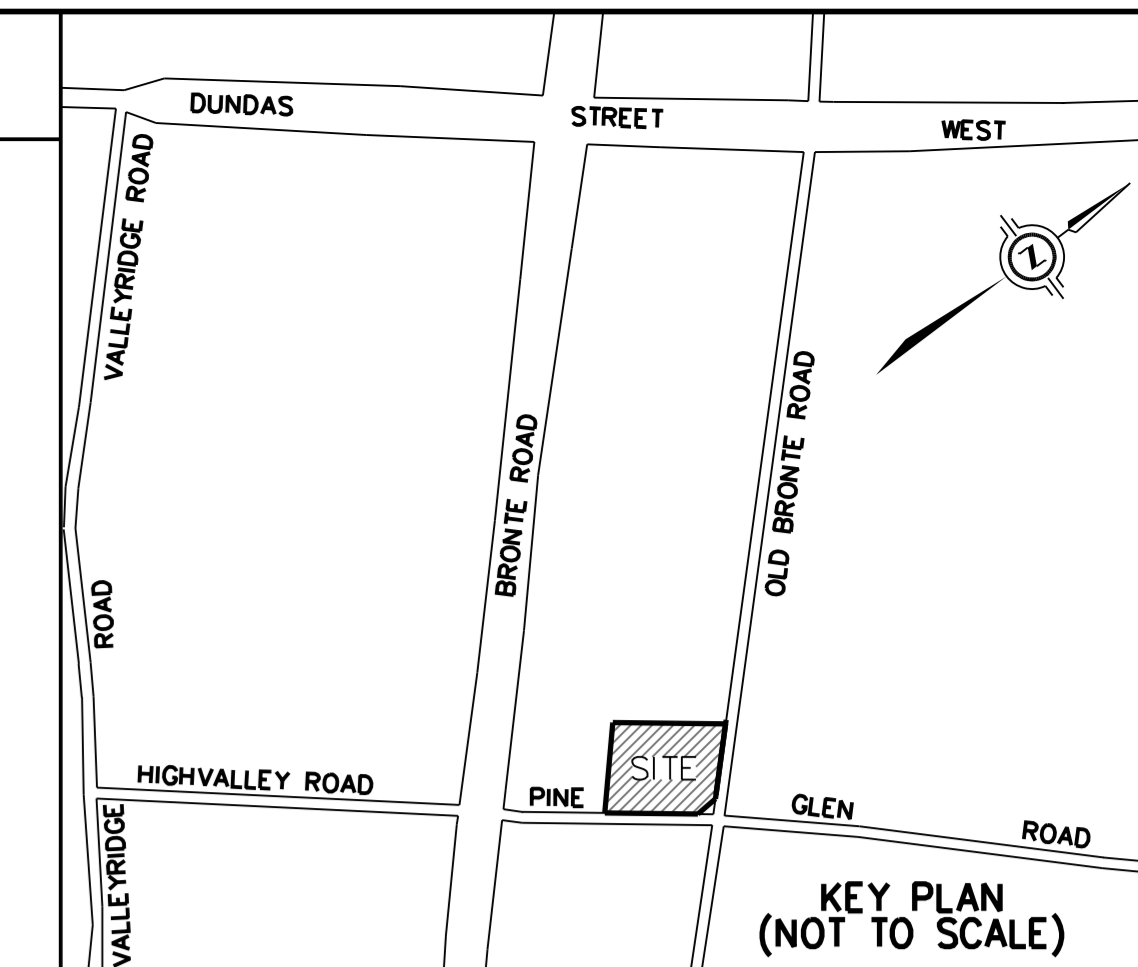 DUNDAS STREET WEST
VALLEYRIDGE ROAD
N
BRONTE ROAD
OLD BRONTE ROAD
ROAD
SITE
HIGHVALLEY ROAD
PINE GLEN ROAD
VALLEYRIDGE
KEY PLAN
(NOT TO SCALE)